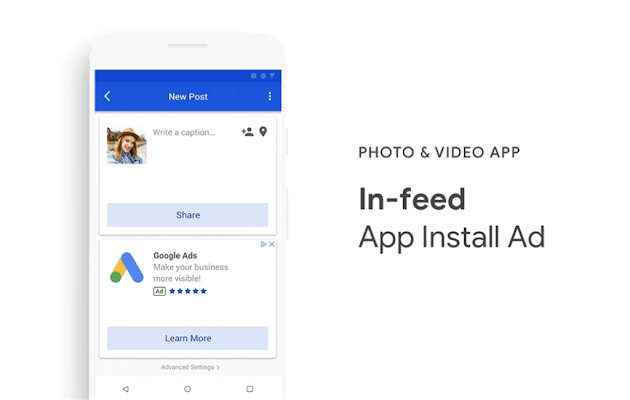 New Post
Write a caption...
Share
Google Ads
Make your business
more visible!
Ad
Learn More
Advanced Settings
PHOTO & VIDEO APP
In-feed
App Install Ad